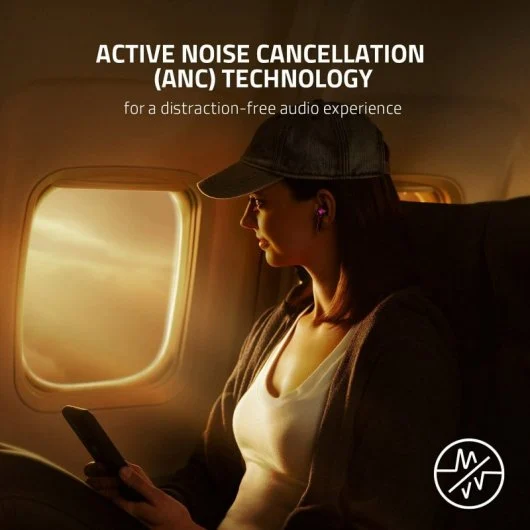 ACTIVE NOISE CANCELLATION
(ANC) TECHNOLOGY
for a distraction-free audio experience